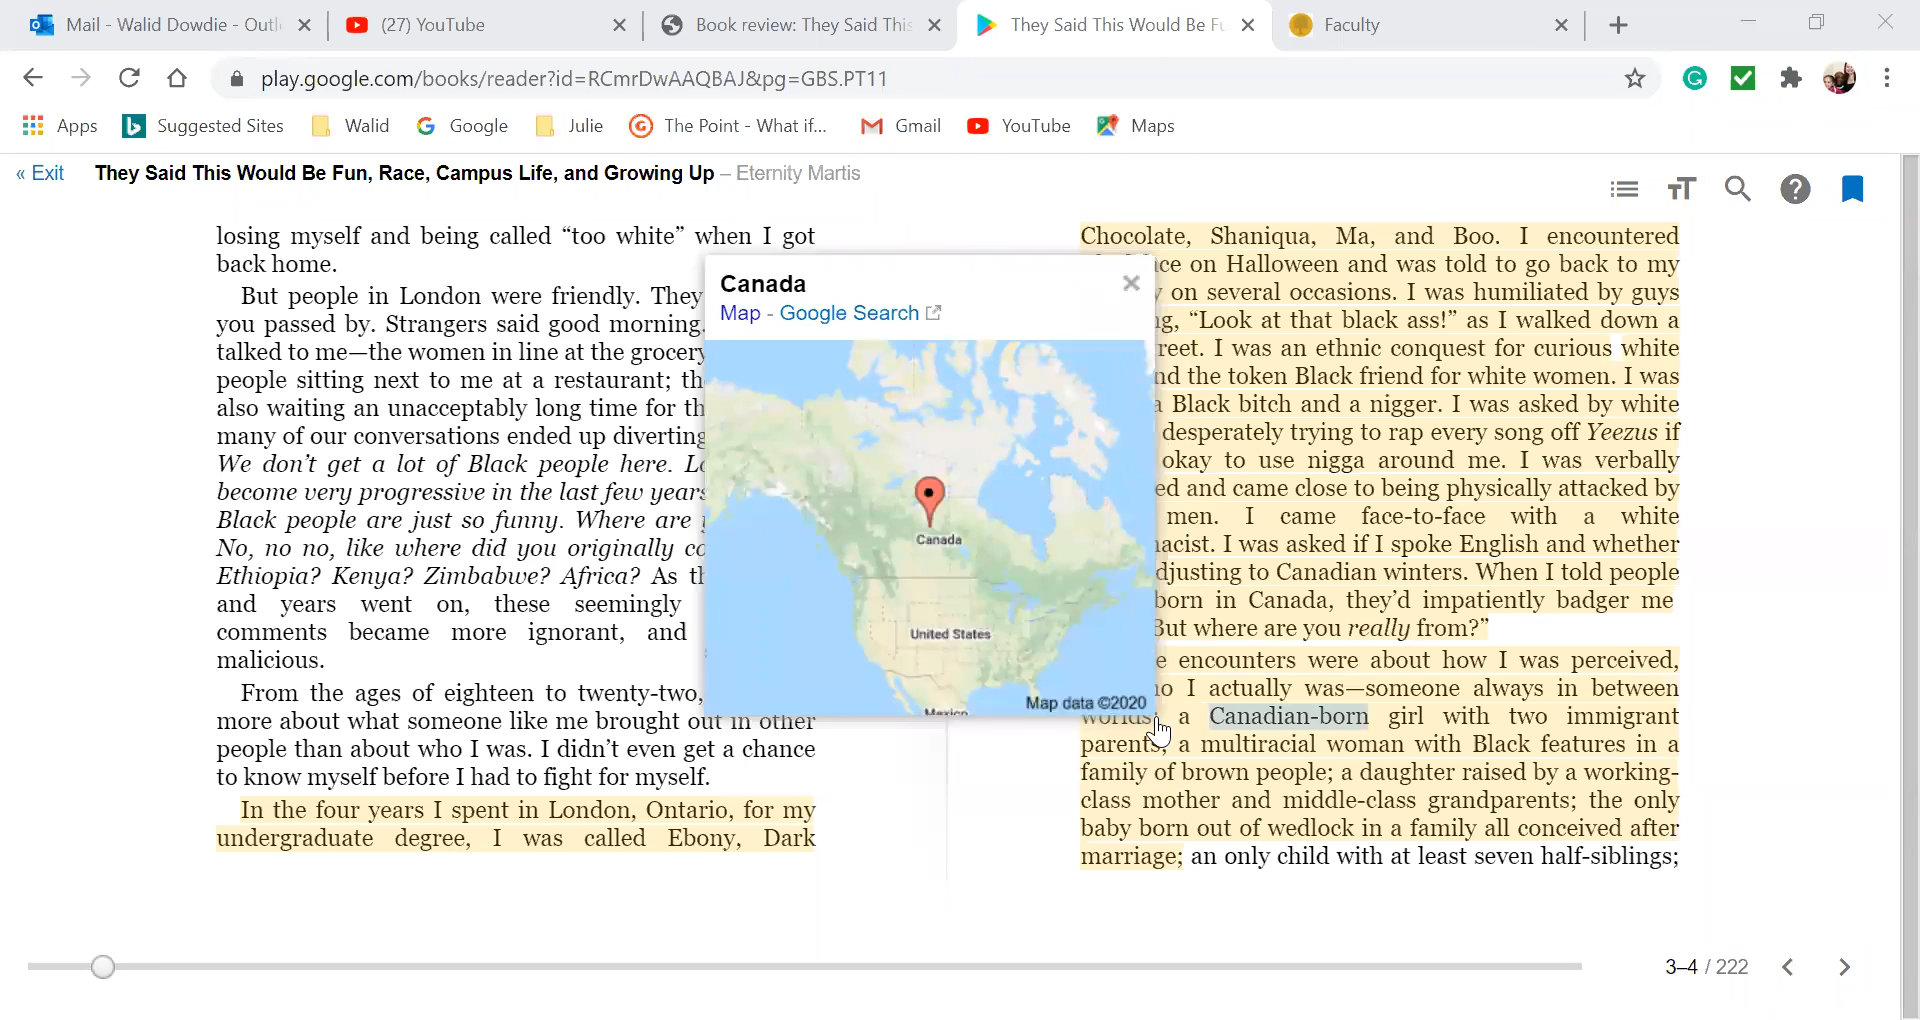 Mail - Walid Dowdie - Outl
(27) YouTube
Book review: They Said This
They Said This Would Be Fu
Faculty
play.google.com/books/reader?id=RCmrDwAAQBAJ&pg=GBS.PT11
Apps
Suggested Sites
Walid
Google
Julie
The Point - What if...
Gmail
YouTube
Maps
« Exit
They Said This Would Be Fun, Race, Campus Life, and Growing Up – Eternity Martis
losing myself and being called “too white” when I got
back home.
But people in London were friendly. They
you passed by. Strangers said good morning.
talked to me—the women in line at the grocery
people sitting next to me at a restaurant; th
also waiting an unacceptably long time for th
many of our conversations ended up diverting
We don’t get a lot of Black people here. Lo
become very progressive in the last few years
Black people are just so funny. Where are
No, no no, like where did you originally co
Ethiopia? Kenya? Zimbabwe? Africa? As th
and years went on, these seemingly
comments became more ignorant, and
malicious.
From the ages of eighteen to twenty-two,
more about what someone like me brought out in other
people than about who I was. I didn’t even get a chance
to know myself before I had to fight for myself.
In the four years I spent in London, Ontario, for my
undergraduate degree, I was called Ebony, Dark
Canada
Map - Google Search
Canada
United States
Mexico
Map data ©2020
Chocolate, Shaniqua, Ma, and Boo. I encountered
ce on Halloween and was told to go back to my
y on several occasions. I was humiliated by guys
g, “Look at that black ass!” as I walked down a
reet. I was an ethnic conquest for curious white
nd the token Black friend for white women. I was
a Black bitch and a nigger. I was asked by white
desperately trying to rap every song off Yeezus if
okay to use nigga around me. I was verbally
ed and came close to being physically attacked by
men. I came face-to-face with a white
acist. I was asked if I spoke English and whether
djusting to Canadian winters. When I told people
born in Canada, they’d impatiently badger me
But where are you really from?”
e encounters were about how I was perceived,
o I actually was—someone always in between
worlds: a Canadian-born girl with two immigrant
parents; a multiracial woman with Black features in a
family of brown people; a daughter raised by a working-
class mother and middle-class grandparents; the only
baby born out of wedlock in a family all conceived after
marriage; an only child with at least seven half-siblings;
3–4 / 222